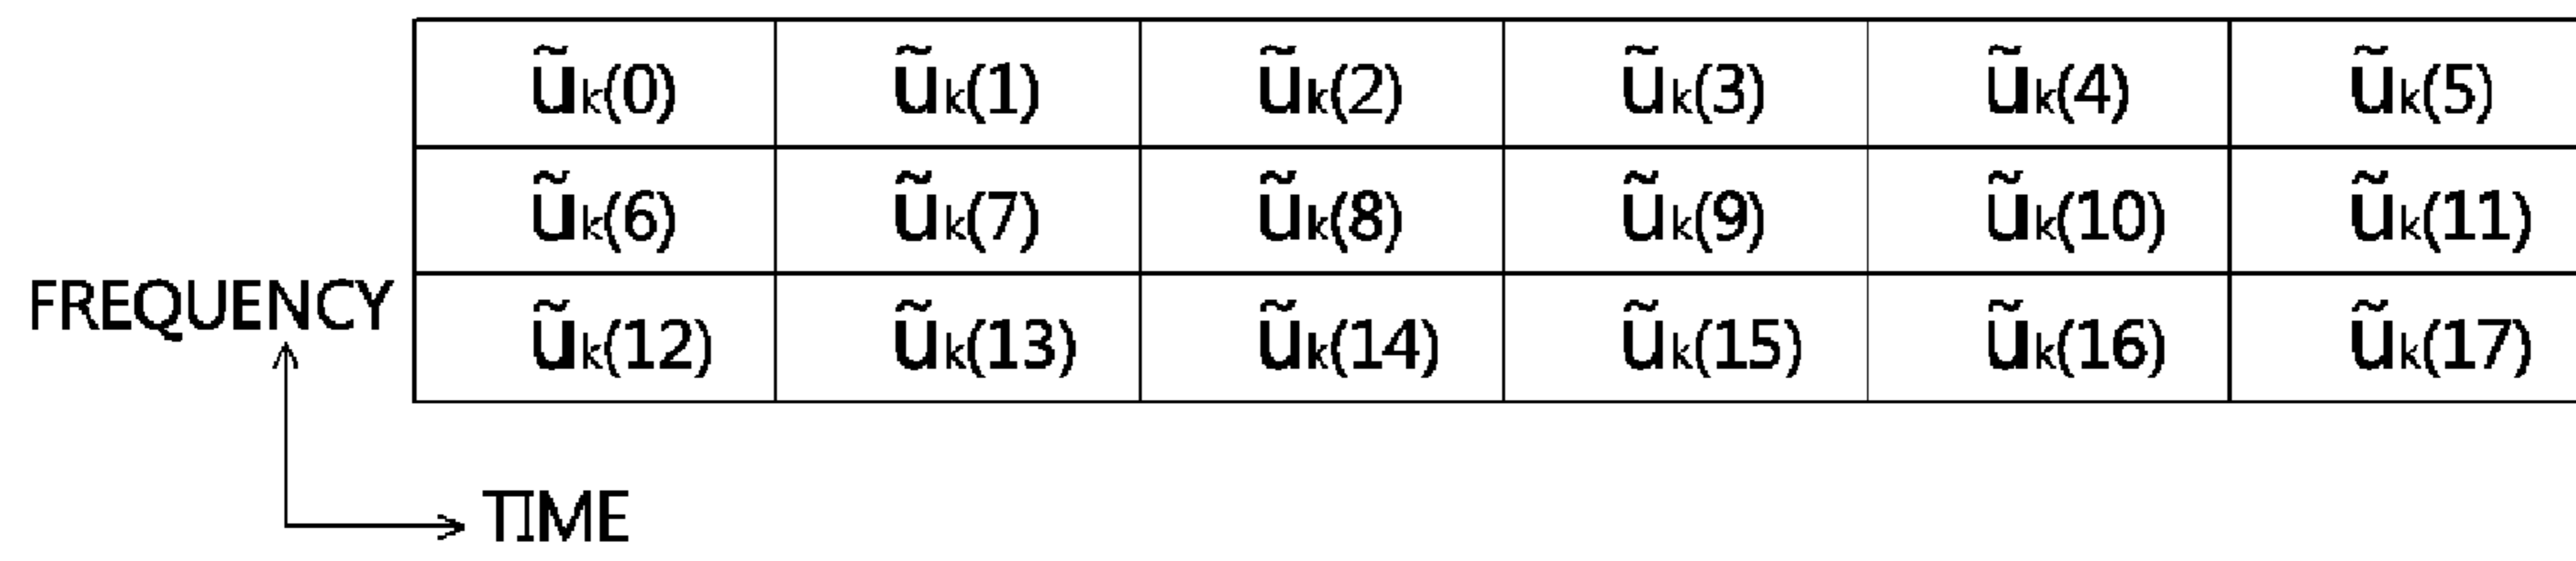 ũk(0) ũk(1) ũk(2) ũk(3) ũk(4) ũk(5)
ũk(6) ũk(7) ũk(8) ũk(9) ũk(10) ũk(11)
FREQUENCY
ũk(12) ũk(13) ũk(14) ũk(15) ũk(16) ũk(17)
TIME